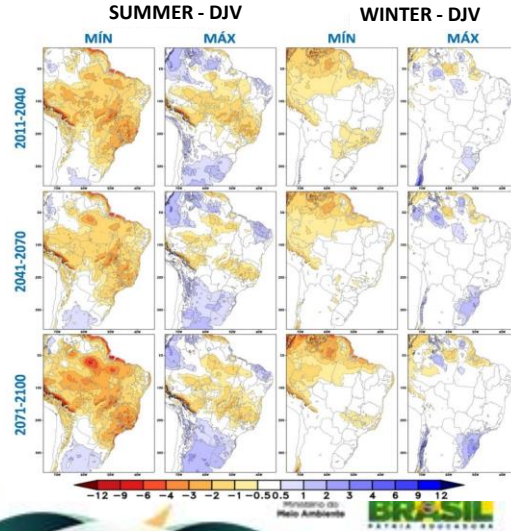 SUMMER - DJV WINTER - DJV
MÍN MÁX MÍN MÁX
2011-2040
2041-2070
2071-2100
-12 -9 -6 -4 -3 -2 -1 -0.5 0.5 1 2 3 4 6 9 12
Ministério do
Meio Ambiente
BRASIL
PÁTRIA EDUCADORA